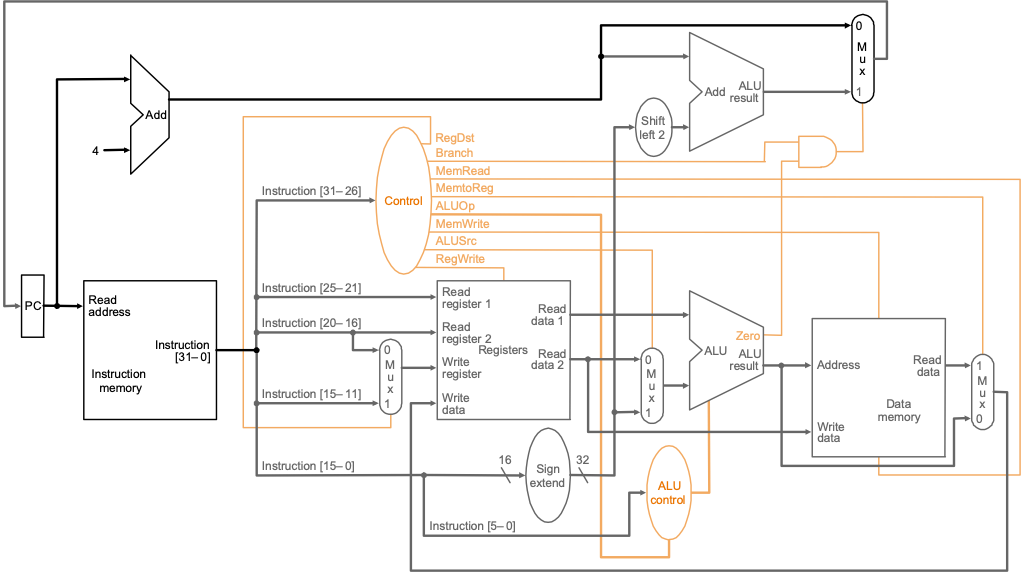 0
M
u
x
1
Add
ALU
result
Add
4
Shift
left 2
RegDst
Branch
MemRead
MemtoReg
ALUOp
MemWrite
ALUSrc
RegWrite
Control
Instruction [31–26]
Instruction [25–21]
Instruction [20–16]
Instruction [15–11]
Instruction [15–0]
Instruction [5–0]
PC
Read
address
Instruction
[31–0]
Instruction
memory
0
M
u
x
1
Read
register 1
Read
register 2
Write
register
Write
data
Registers
Read
data 1
Read
data 2
0
M
u
x
1
Zero
ALU
ALU
result
Address
Write
data
Read
data
Data
memory
1
M
u
x
0
16
Sign
extend
32
ALU
control